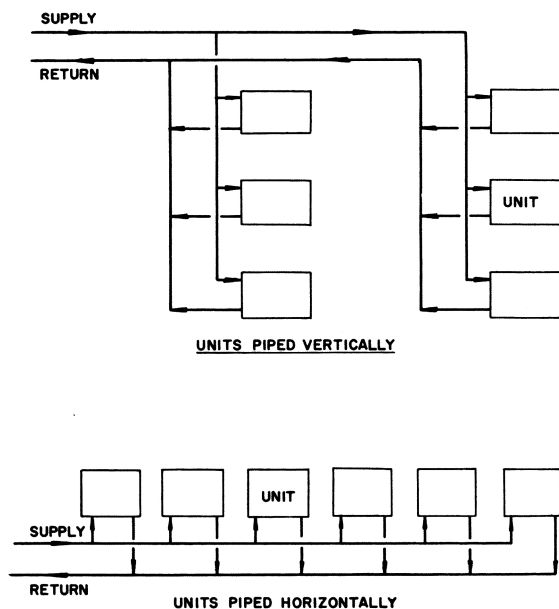 SUPPLY
RETURN
UNIT
UNITS PIPED VERTICALLY
UNIT
SUPPLY
RETURN
UNITS PIPED HORIZONTALLY